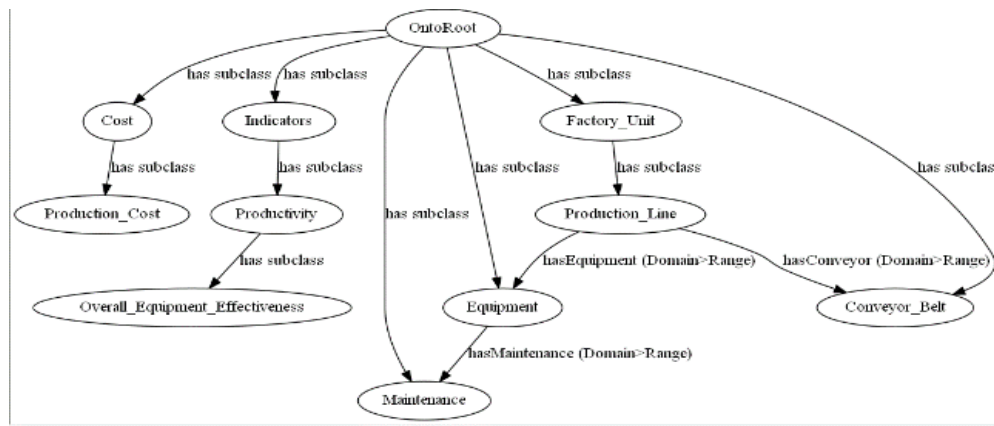 OntoRoot
has subclass
has subclass
has subclass
Cost
Indicators
Factory_Unit
has subclass
has subclass
has subclass
has subclass
has subclas
Production_Cost
Productivity
has subclass
Production_Line
has subclass
hasEquipment (Domain>Range)
hasConveyor (Domain>Range)
Overall_Equipment_Effectiveness
Equipment
Conveyor_Belt
hasMaintenance (Domain>Range)
Maintenance